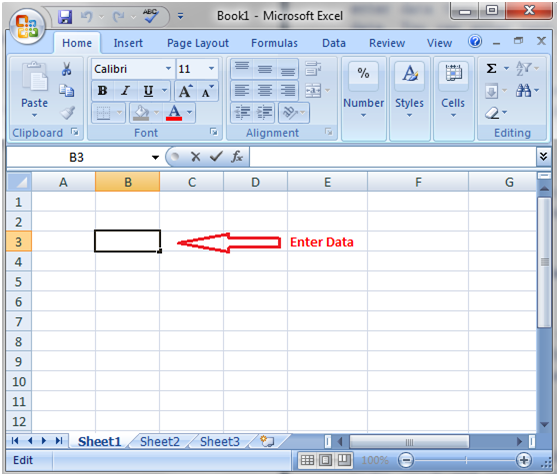 Book1 - Microsoft Excel
Home Insert Page Layout Formulas Data Review View
Paste
Clipboard
Calibri 11
B I U
A A
A
Font
Alignment
%
Number
A
Styles
Cells
Σ
Editing
B3 fx
A B C D E F G
1
2
3 Enter Data
4
5
6
7
8
9
10
11
12
Sheet1 Sheet2 Sheet3
Edit 100%